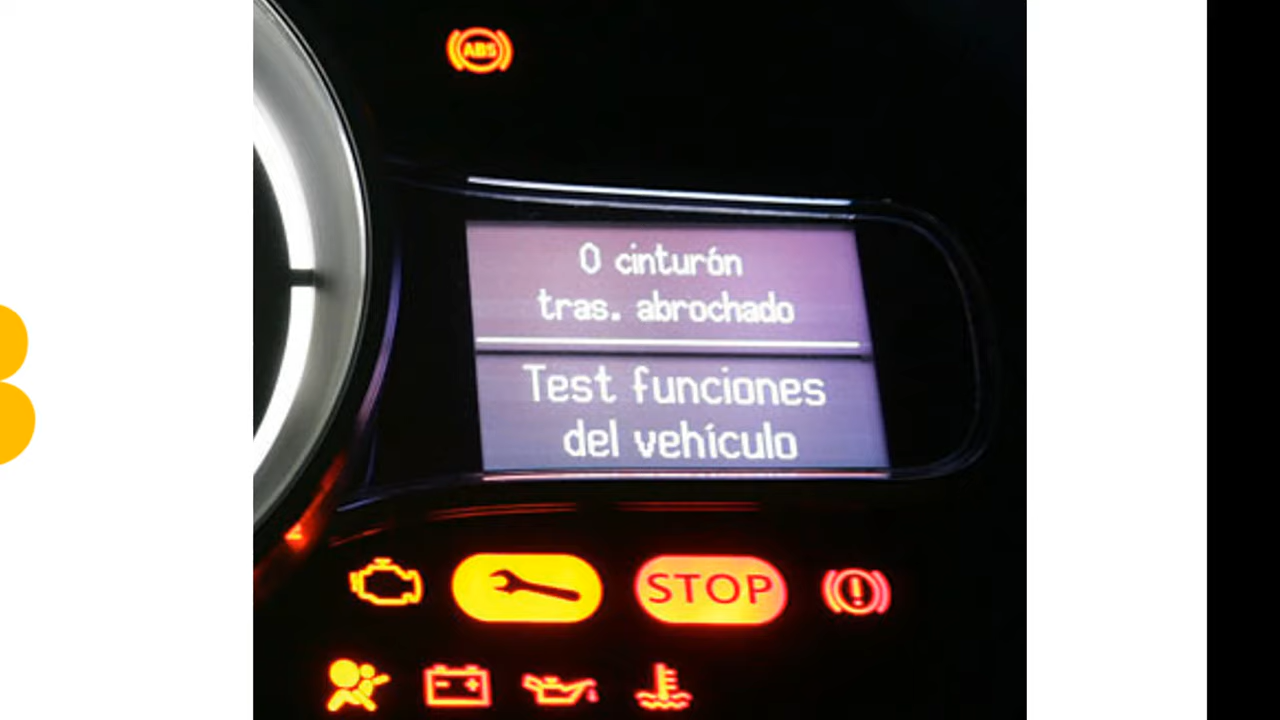 ABS
0 cinturón
tras. abrochado
Test funciones
del vehículo
STOP